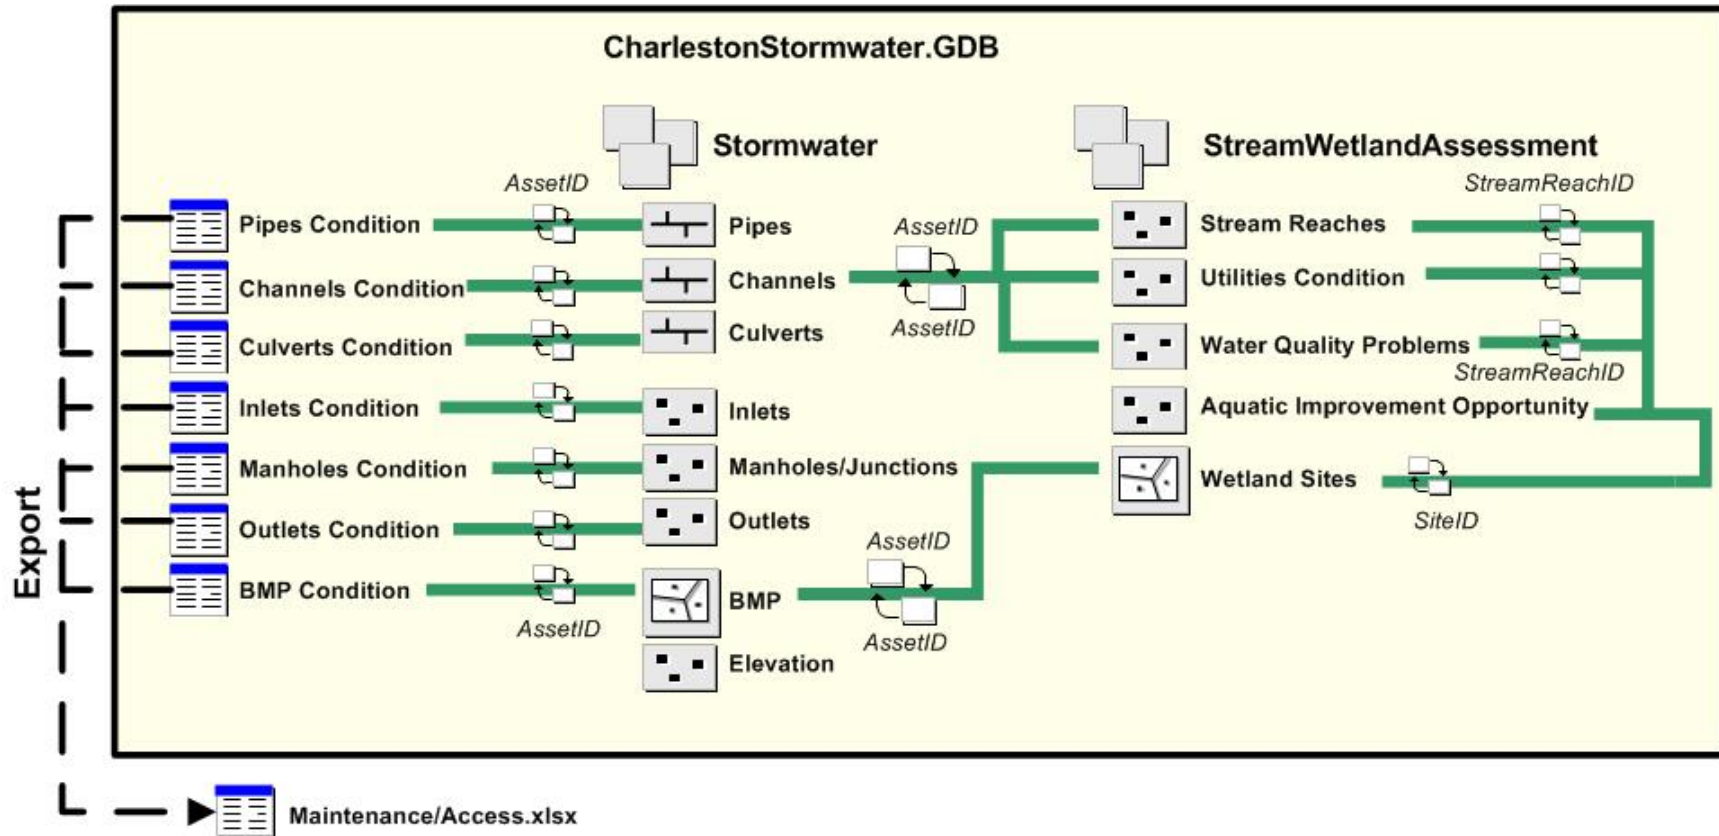 CharlestonStormwater.GDB
Stormwater
StreamWetlandAssessment
AssetID
StreamReachID
Pipes Condition
Pipes
AssetID
Stream Reaches
Channels Condition
Channels
Utilities Condition
AssetID
Culverts Condition
Culverts
Water Quality Problems
StreamReachID
Inlets Condition
Inlets
Aquatic Improvement Opportunity
Manholes Condition
Manholes/Junctions
Wetland Sites
SiteID
Outlets Condition
Outlets
AssetID
BMP Condition
BMP
AssetID
AssetID
Elevation
Export
Maintenance/Access.xlsx